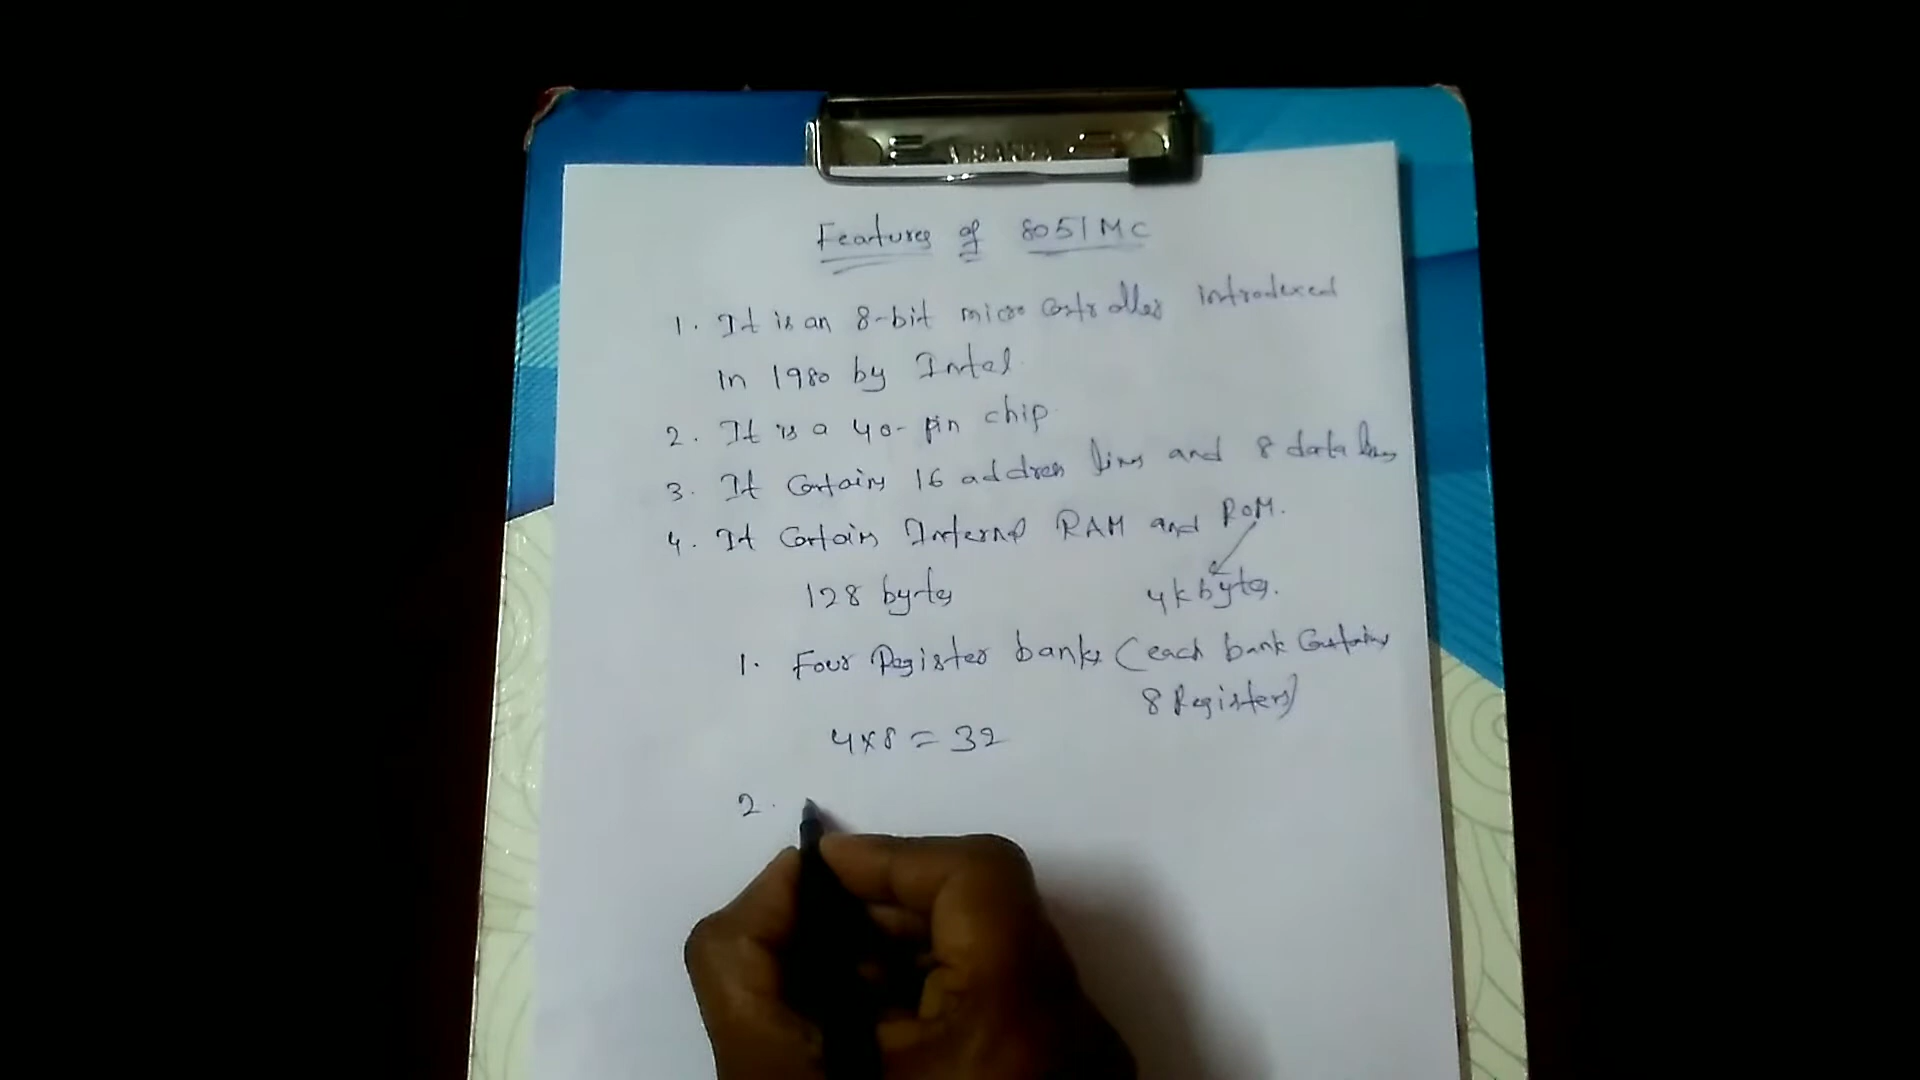 Features of 8051 MC
1. It is an 8-bit micro controller introduced
in 1980 by Intel
2. It is a 40-pin chip
3. It contains 16 address lines and 8 data lines
4. It contains Internal RAM and ROM.
128 bytes 4k bytes.
1. Four Register banks (each bank contains
8 Registers)
4x8 = 32
2.